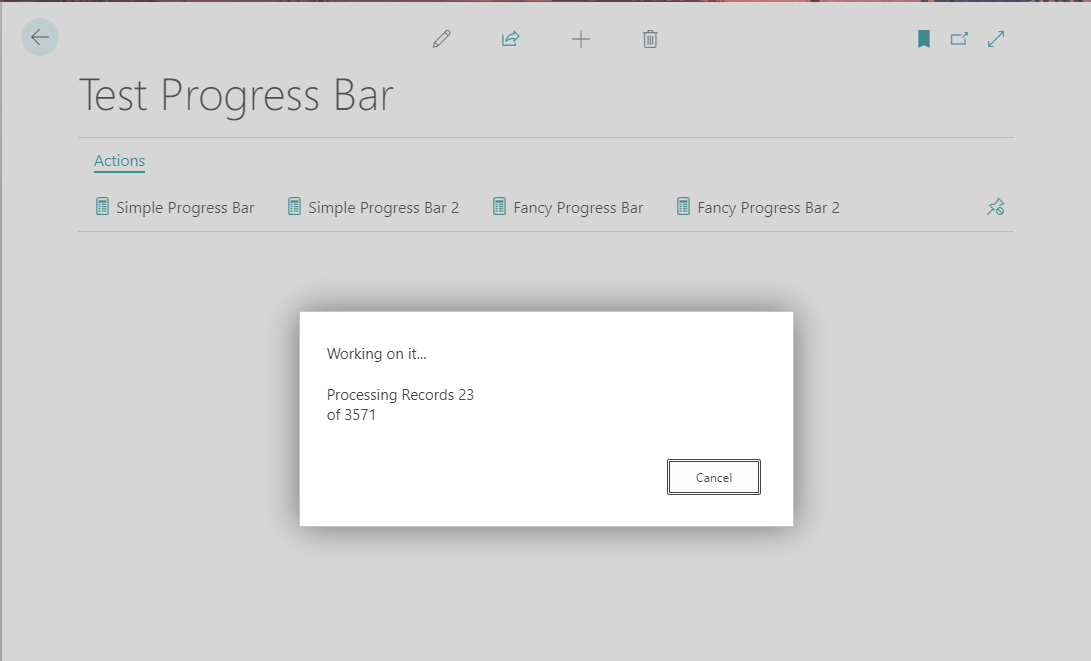 Test Progress Bar
Actions
Simple Progress Bar Simple Progress Bar 2 Fancy Progress Bar Fancy Progress Bar 2
Working on it...
Processing Records 23
of 3571
Cancel